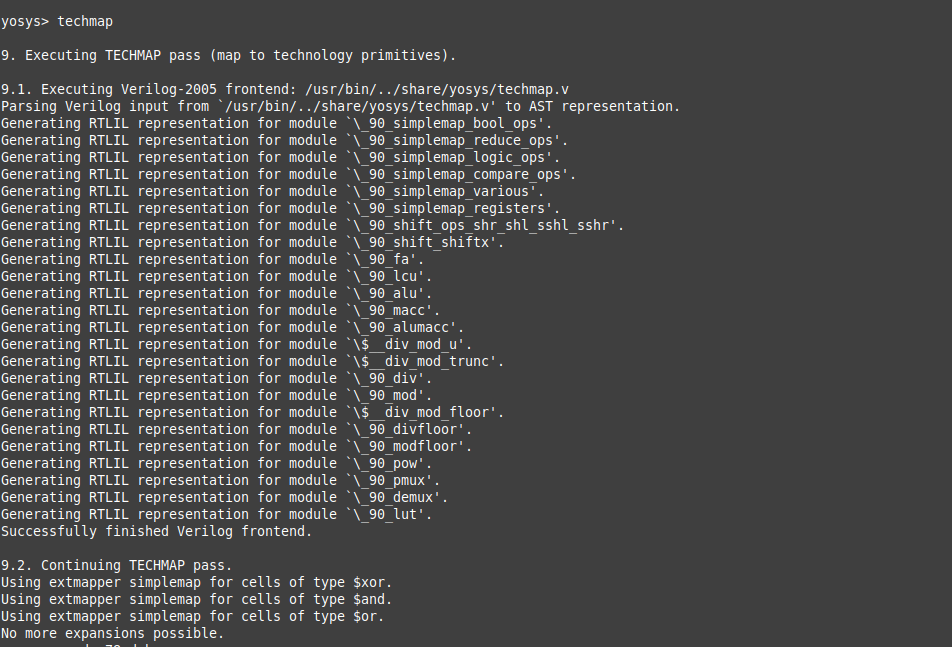 yosys> techmap
9. Executing TECHMAP pass (map to technology primitives).
9.1. Executing Verilog-2005 frontend: /usr/bin/../share/yosys/techmap.v
Parsing Verilog input from `/usr/bin/../share/yosys/techmap.v' to AST representation.
Generating RTLIL representation for module `\_90_simplemap_bool_ops'.
Generating RTLIL representation for module `\_90_simplemap_reduce_ops'.
Generating RTLIL representation for module `\_90_simplemap_logic_ops'.
Generating RTLIL representation for module `\_90_simplemap_compare_ops'.
Generating RTLIL representation for module `\_90_simplemap_various'.
Generating RTLIL representation for module `\_90_simplemap_registers'.
Generating RTLIL representation for module `\_90_shift_ops_shr_shl_sshl_sshr'.
Generating RTLIL representation for module `\_90_shift_shiftx'.
Generating RTLIL representation for module `\_90_fa'.
Generating RTLIL representation for module `\_90_lcu'.
Generating RTLIL representation for module `\_90_alu'.
Generating RTLIL representation for module `\_90_macc'.
Generating RTLIL representation for module `\_90_alumacc'.
Generating RTLIL representation for module `\$__div_mod_u'.
Generating RTLIL representation for module `\$__div_mod_trunc'.
Generating RTLIL representation for module `\_90_div'.
Generating RTLIL representation for module `\_90_mod'.
Generating RTLIL representation for module `\$__div_mod_floor'.
Generating RTLIL representation for module `\_90_divfloor'.
Generating RTLIL representation for module `\_90_modfloor'.
Generating RTLIL representation for module `\_90_pow'.
Generating RTLIL representation for module `\_90_pmux'.
Generating RTLIL representation for module `\_90_demux'.
Generating RTLIL representation for module `\_90_lut'.
Successfully finished Verilog frontend.
9.2. Continuing TECHMAP pass.
Using extmapper simplemap for cells of type $xor.
Using extmapper simplemap for cells of type $and.
Using extmapper simplemap for cells of type $or.
No more expansions possible.